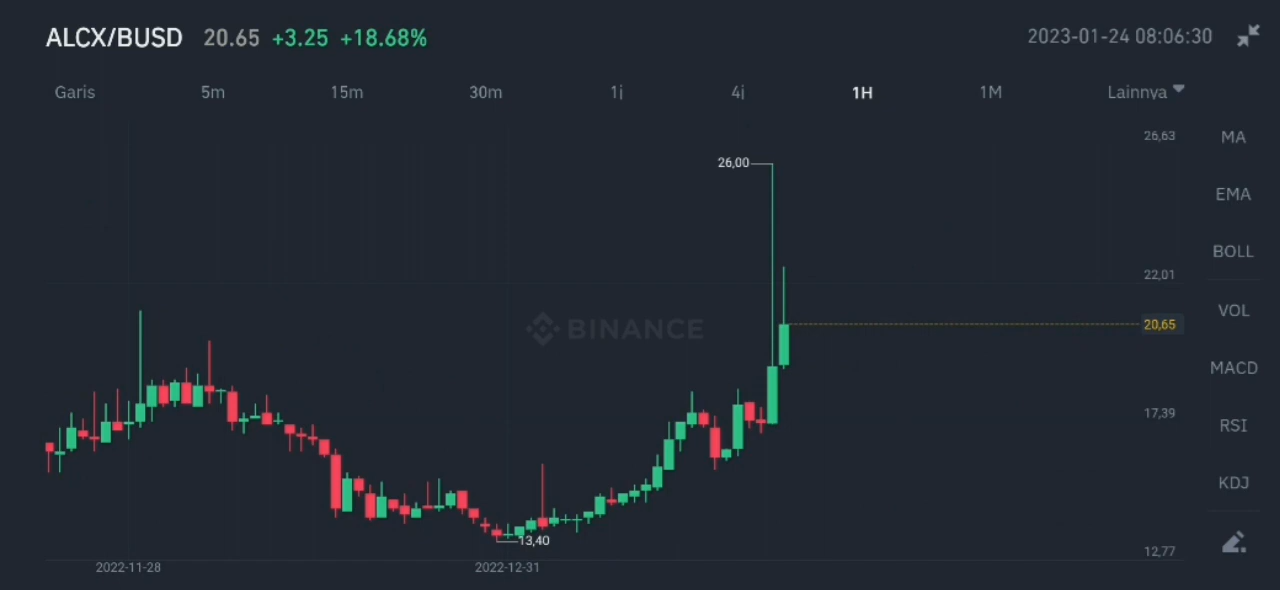 ALCX/BUSD 20.65 +3.25 +18.68% 2023-01-24 08:06:30
Garis 5m 15m 30m 1j 4j 1H 1M Lainnya
26,63 MA
26,00
EMA
BOLL
22,01
VOL
20,65
BINANCE
MACD
17,39
RSI
KDJ
13,40
12,77
2022-11-28 2022-12-31